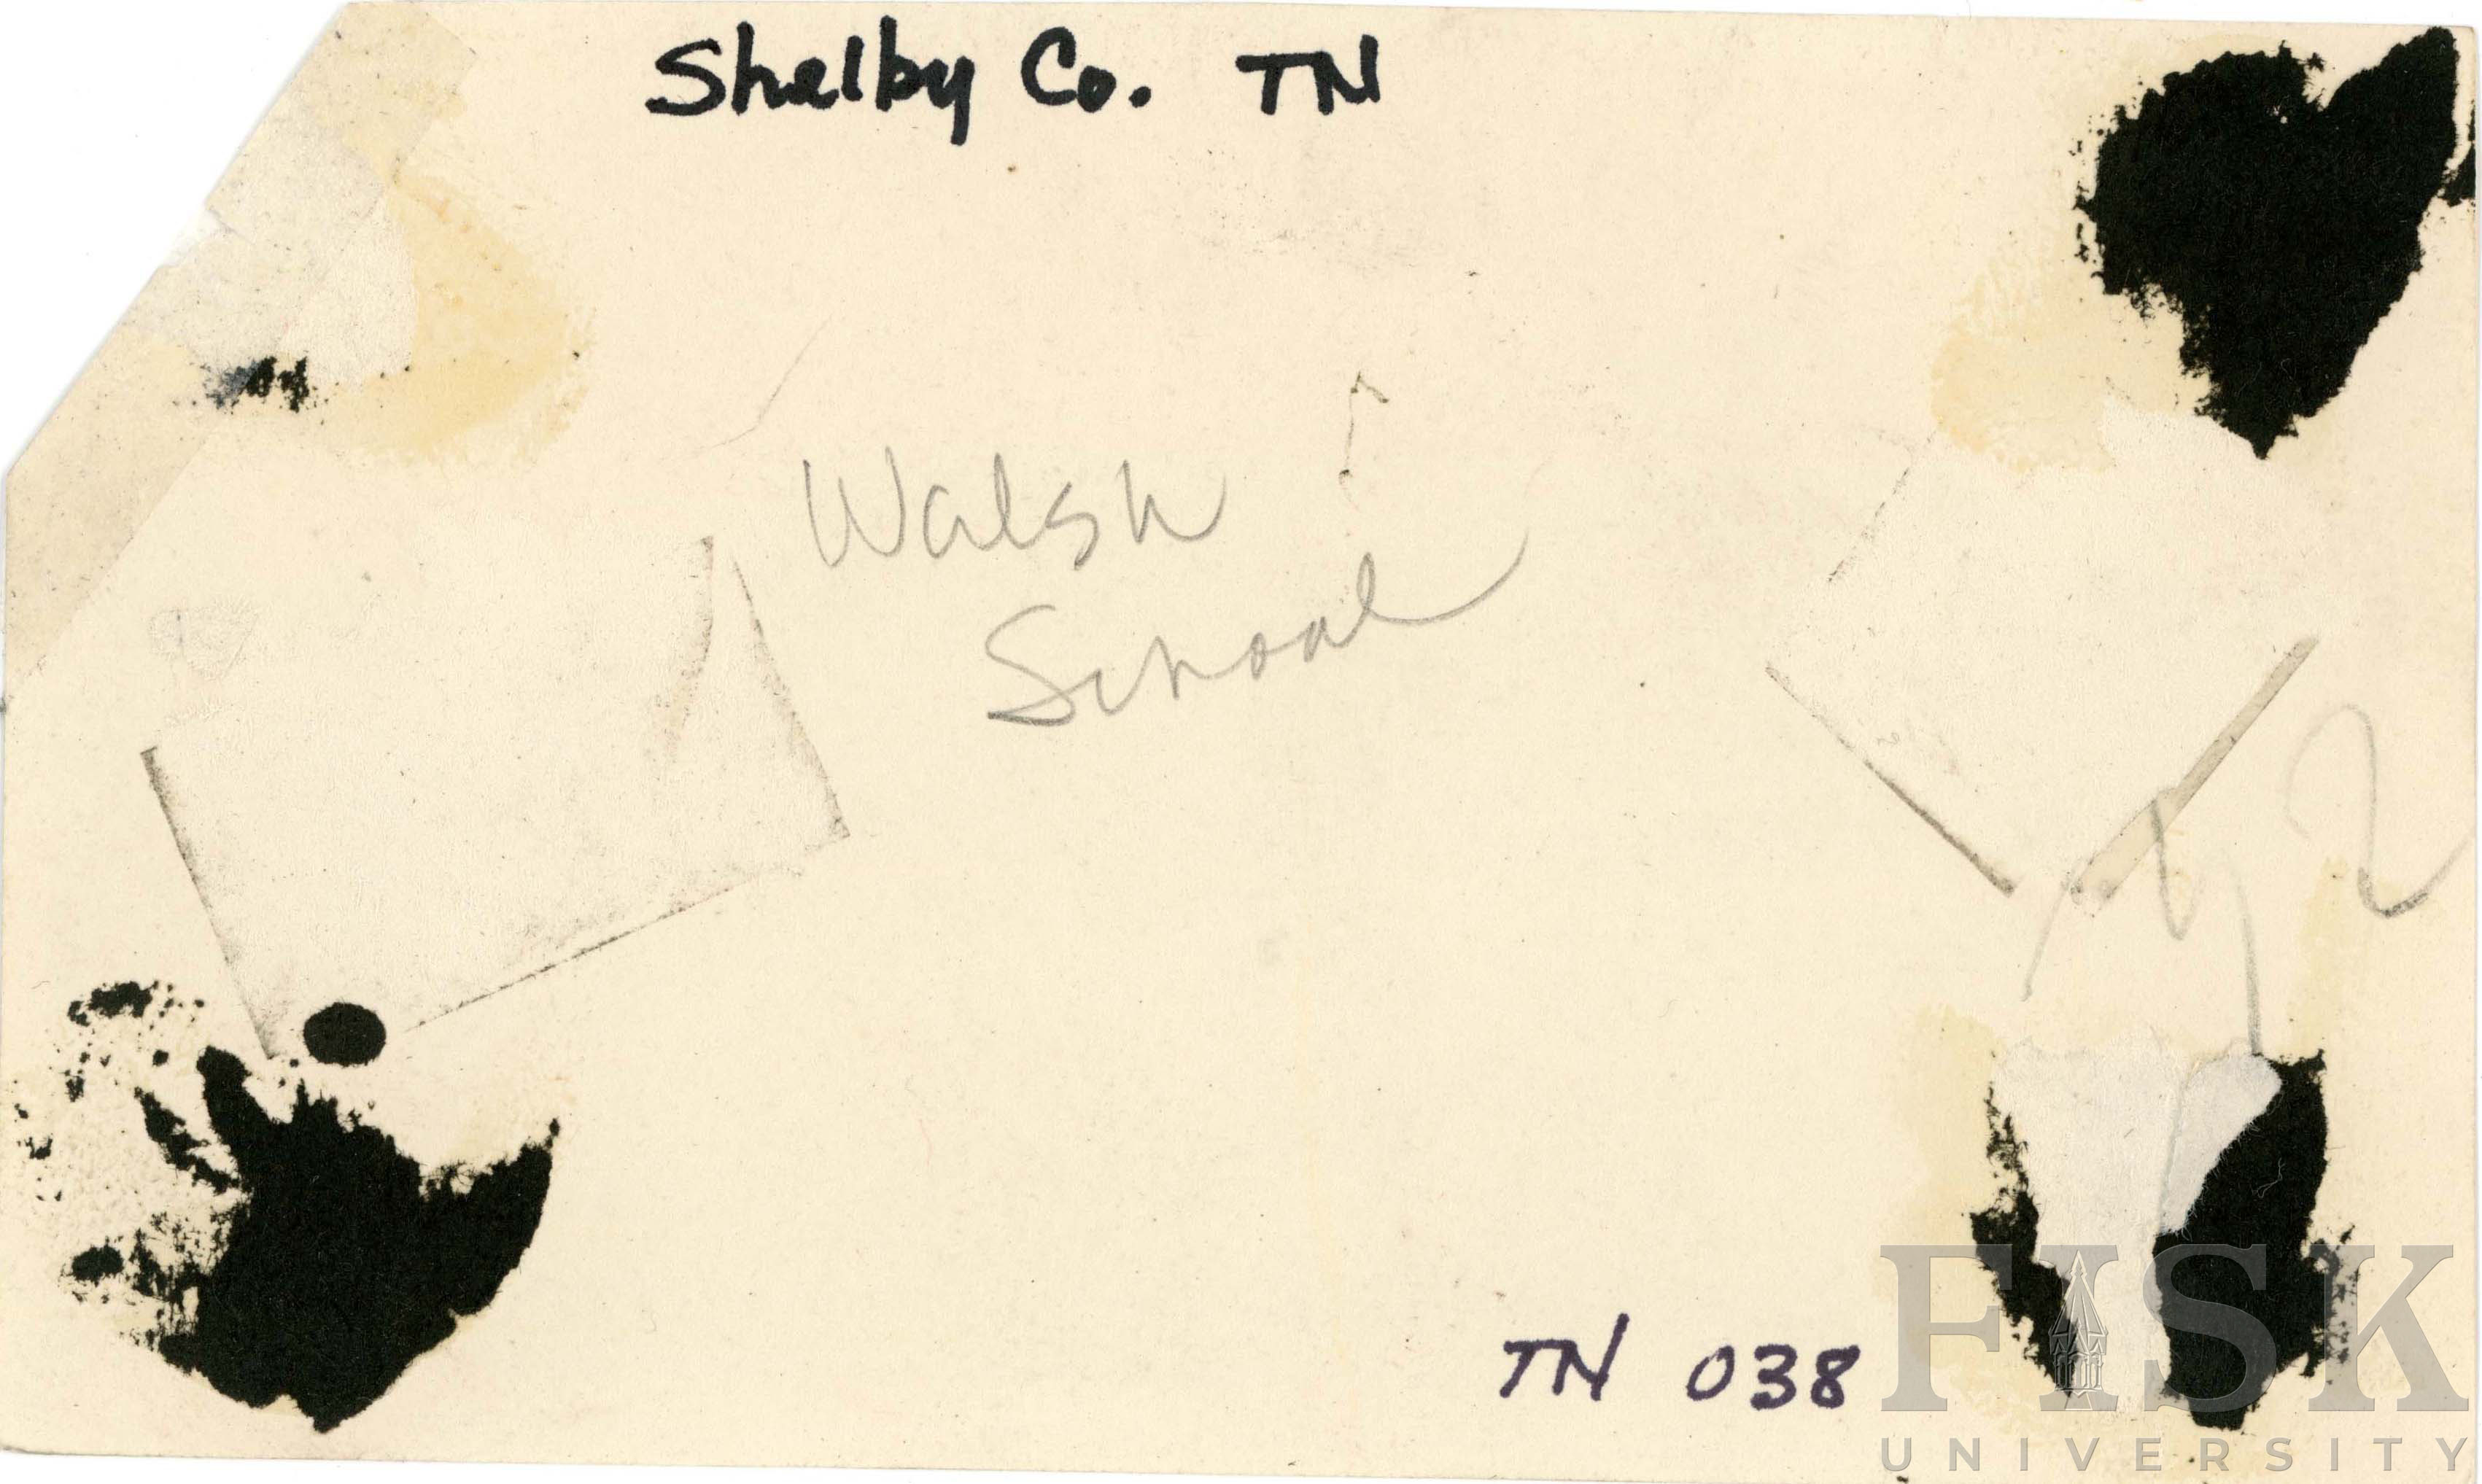 Shelby Co. TN
Walsh
School
TN 038
FISK
UNIVERSITY